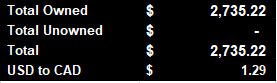 Total Owned $ 2,735.22
Total Unowned $ -
Total $ 2,735.22
USD to CAD $ 1.29